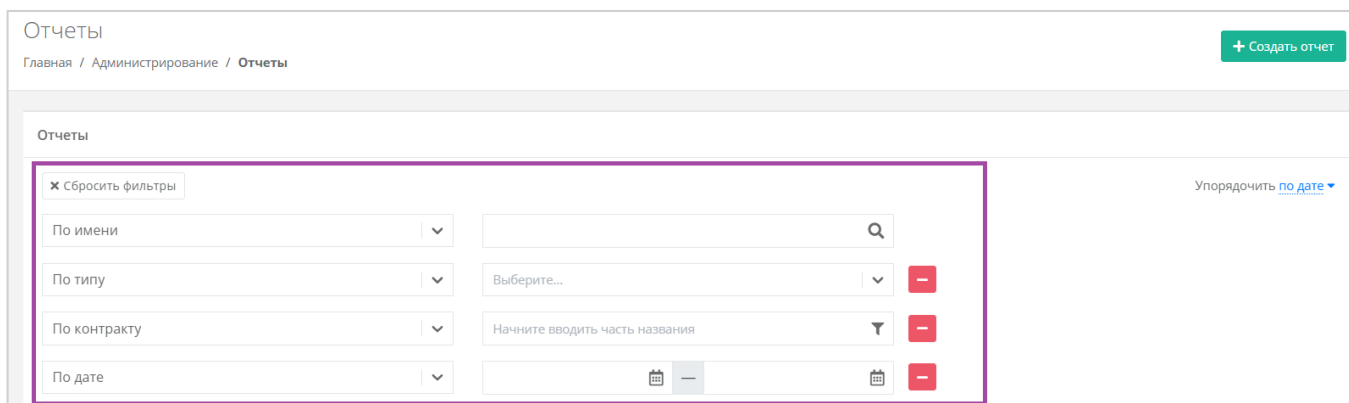 Отчеты
+ Создать отчет
Главная / Администрирование / Отчеты
Отчеты
× Сбросить фильтры
Упорядочить по дате
По имени
По типу
Выберите...
По контракту
Начните вводить часть названия
По дате
—